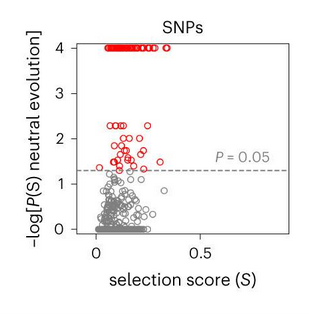 SNPs
−log[P(S) neutral evolution]
4
3
2
1
0
P = 0.05
0
0.5
selection score (S)